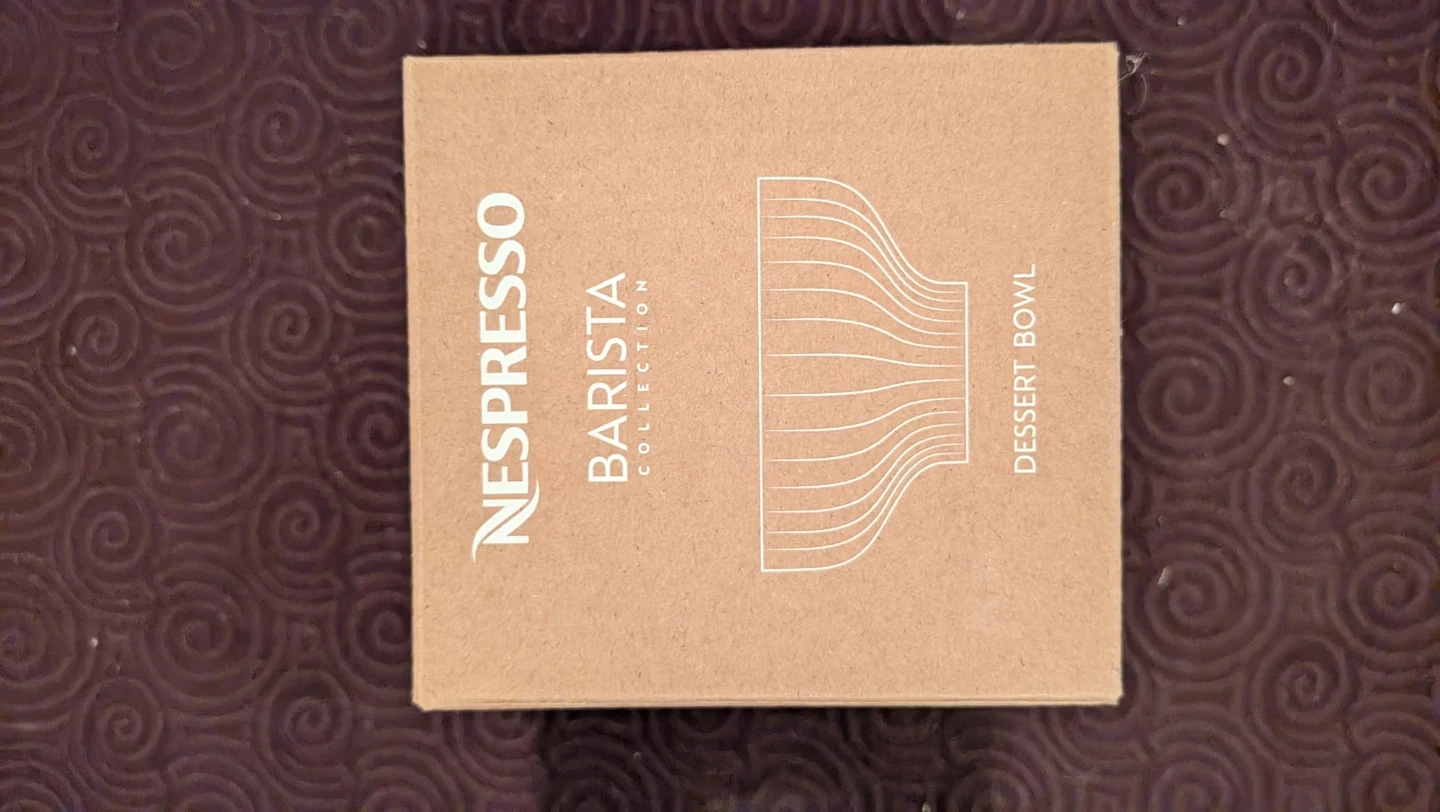 NESPRESSO
BARISTA
COLLECTION
DESSERT BOWL